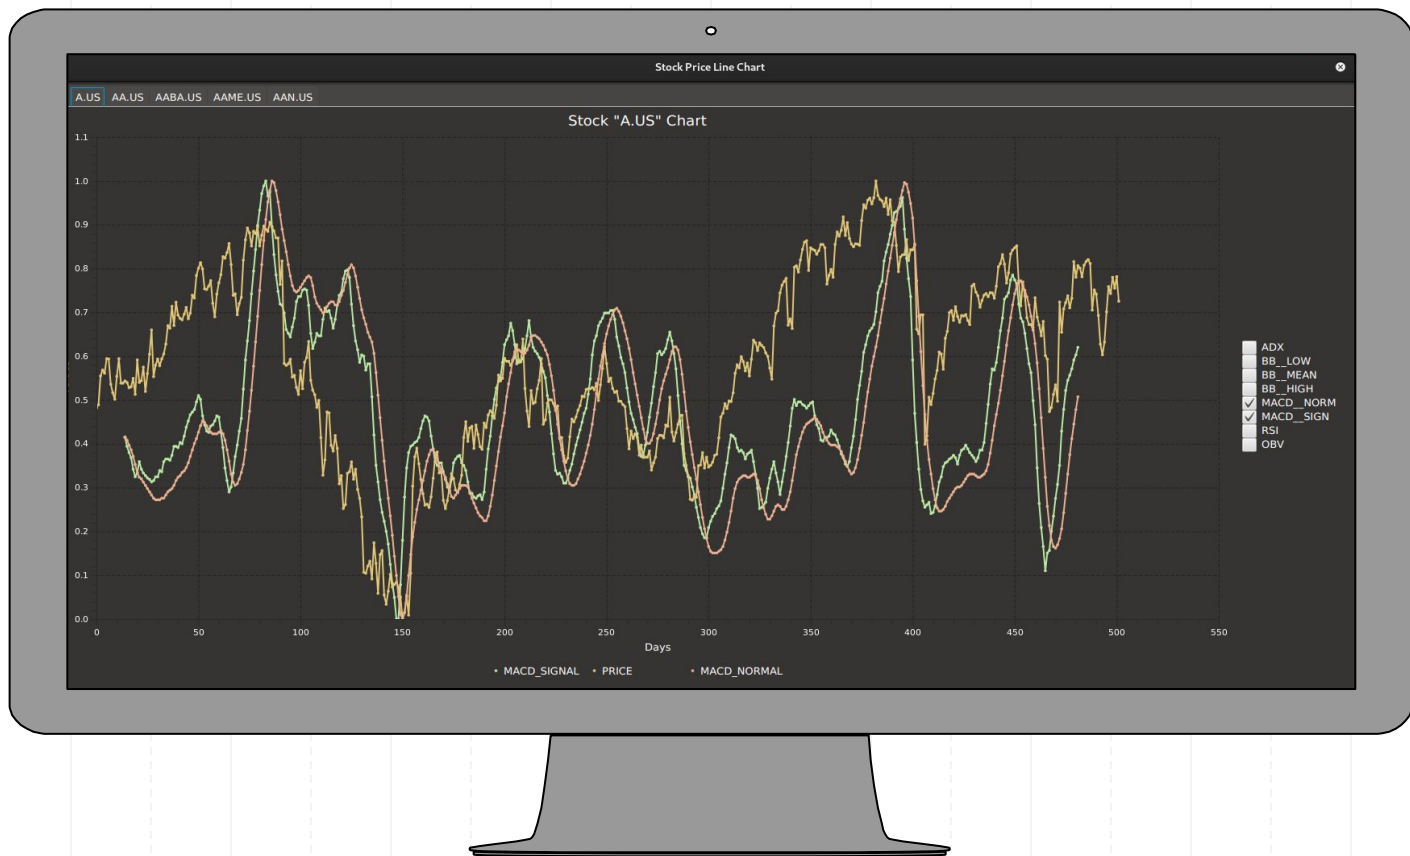 Stock Price Line Chart
A.US AA.US AABA.US AAME.US AAN.US
Stock "A.US" Chart
1.1
1.0
0.9
0.8
0.7
0.6
0.5
0.4
0.3
0.2
0.1
0.0
0 50 100 150 200 250 300 350 400 450 500 550
Days
MACD_SIGNAL PRICE MACD_NORMAL
ADX
BB__LOW
BB__MEAN
BB__HIGH
MACD__NORM
MACD__SIGN
RSI
OBV